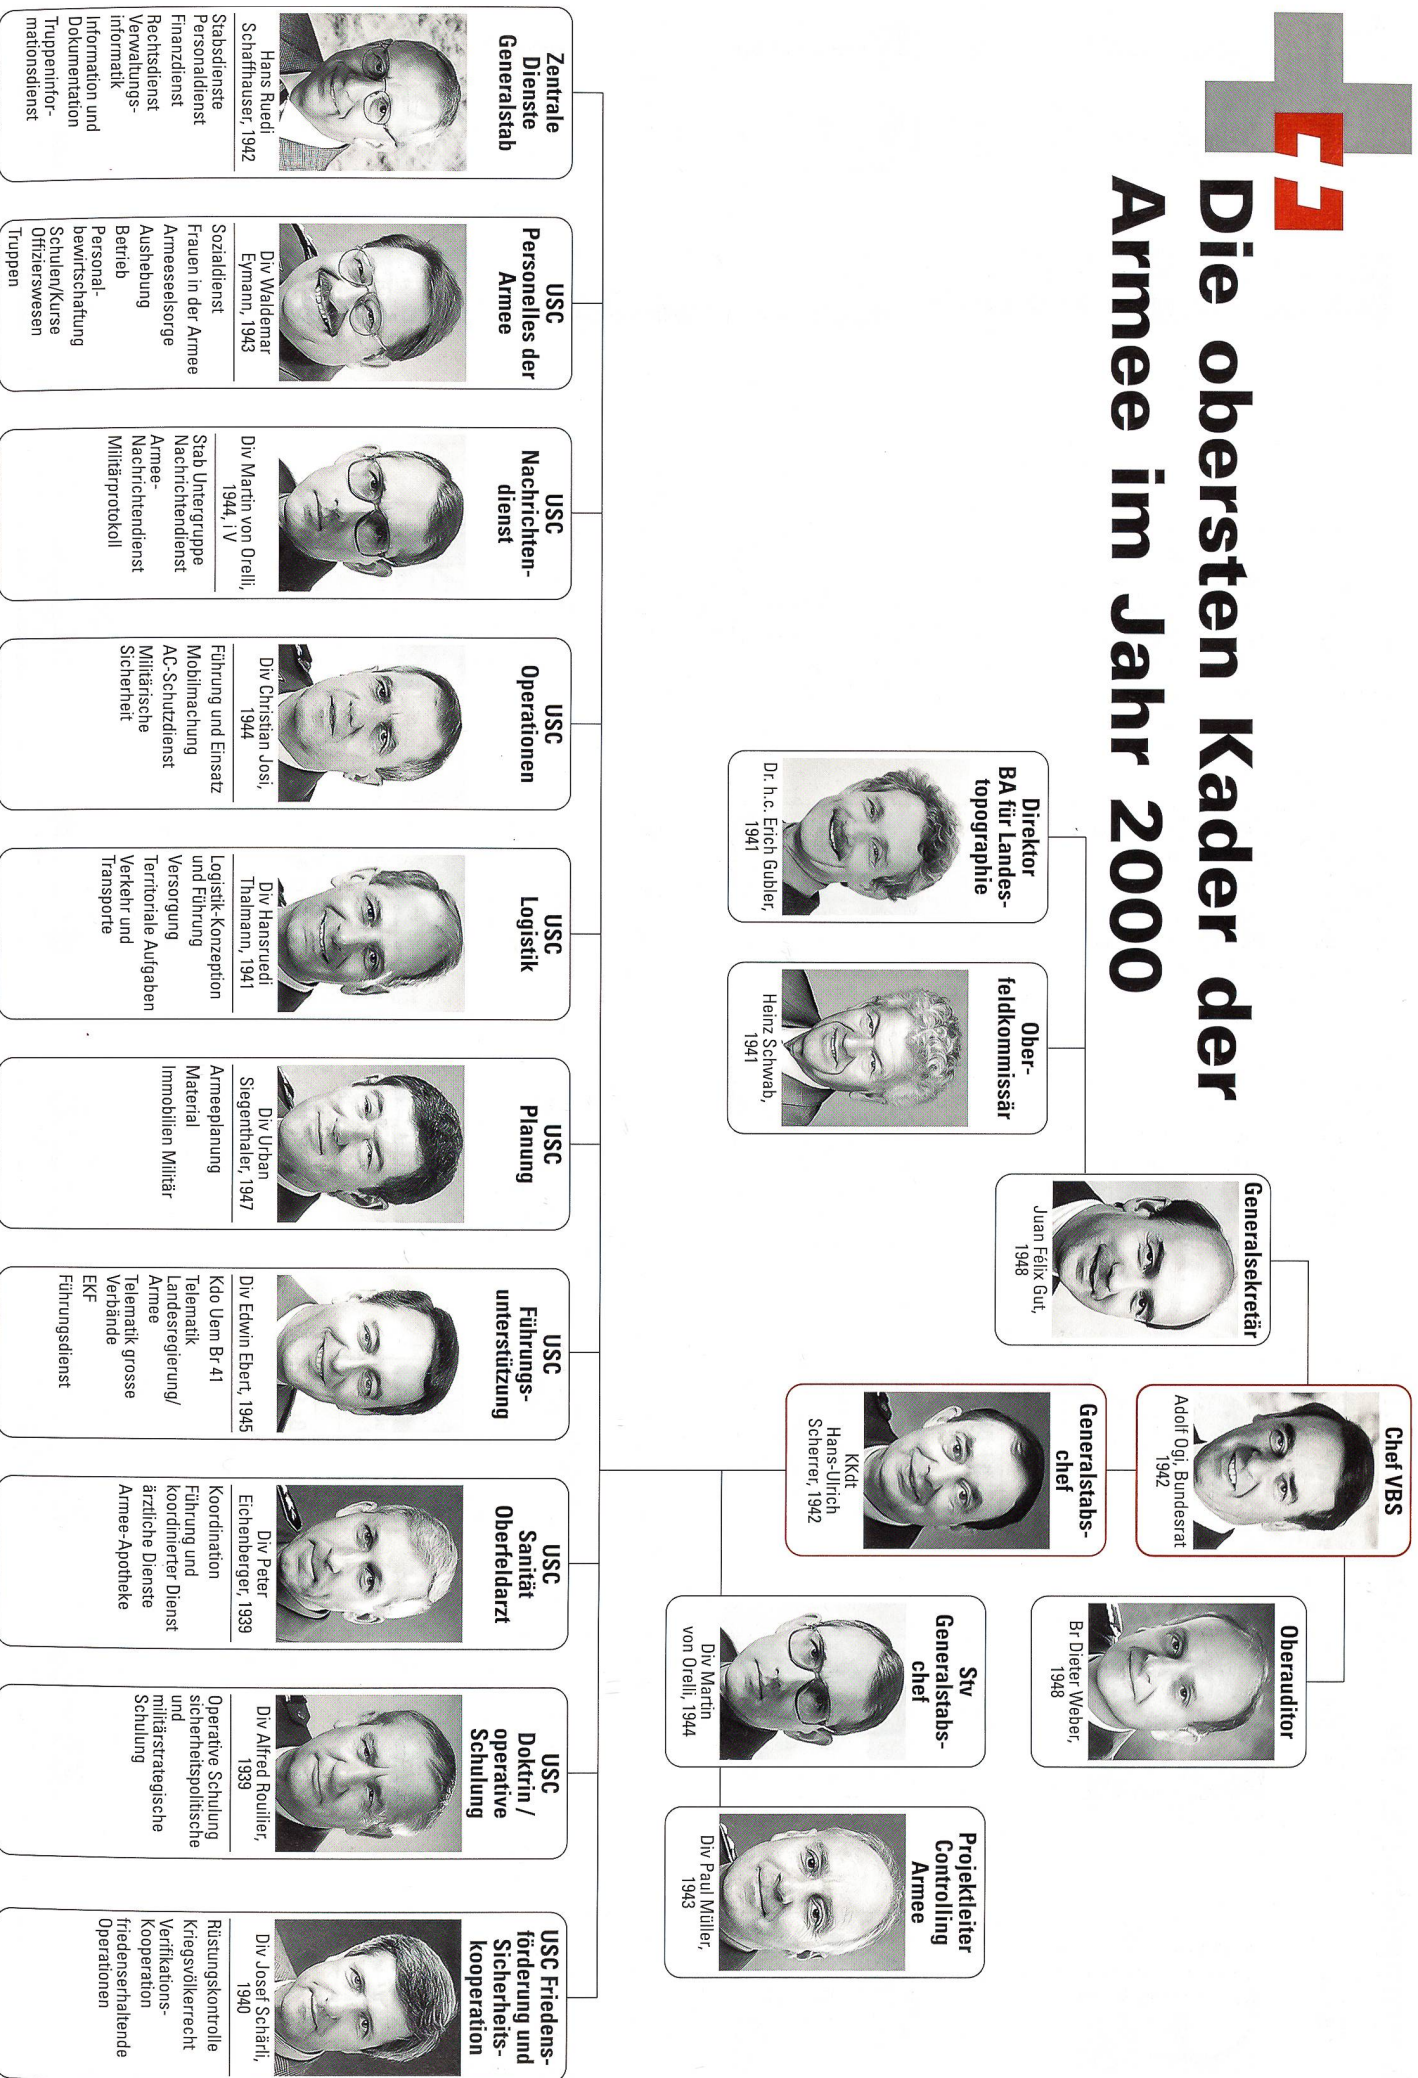 Die obersten Kader der
Armee im Jahr 2000
Chef VBS
Adolf Ogi, Bundesrat
1942
Generalsekretär
Juan Félix Gut,
1948
Oberauditor
Br Dieter Weber,
1948
Direktor
BA für Landes-
topographie
Dr. h.c. Erich Gubler,
1941
Ober-
feldkommissär
Heinz Schwab,
1941
Generalstabs-
chef
KKdt
Hans-Ulrich
Scherrer, 1942
Stv
Generalstabs-
chef
Div Martin
von Orelli, 1944
Projektleiter
Controlling
Armee
Div Paul Müller,
1943
Zentrale
Dienste
Generalstab
Hans Ruedi
Schaffhauser, 1942
Stabsdienste
Personaldienst
Finanzdienst
Rechtsdienst
Verwaltungs-
informatik
Information und
Dokumentation
Truppeninfor-
mationsdienst
USC
Personelles der
Armee
Div Waldemar
Eymann, 1943
Sozialdienst
Frauen in der Armee
Armeeseelsorge
Aushebung
Betrieb
Personal-
bewirtschaftung
Schulen/Kurse
Offizierswesen
Truppen
USC
Nachrichten-
dienst
Div Martin von Orelli,
1944, i V
Stab Untergruppe
Nachrichtendienst
Armee-
Nachrichtendienst
Militärprotokoll
USC
Operationen
Div Christian Josi,
1944
Führung und Einsatz
Mobilmachung
AC-Schutzdienst
Militärische
Sicherheit
USC
Logistik
Div Hansruedi
Thalmann, 1941
Logistik-Konzeption
und Führung
Versorgung
Territoriale Aufgaben
Verkehr und
Transporte
USC
Planung
Div Urban
Siegenthaler, 1947
Armeeplanung
Material
Immobilien Militär
USC
Führungs-
unterstützung
Div Edwin Ebert, 1945
Kdo Uem Br 41
Telematik
Landesregierung/
Armee
Telematik grosse
Verbände
EKF
Führungsdienst
USC
Sanität
Oberfeldarzt
Div Peter
Eichenberger, 1939
Koordination
Führung und
koordinierter Dienst
ärztliche Dienste
Armee-Apotheke
USC
Doktrin /
operative
Schulung
Div Alfred Roulier,
1939
Operative Schulung
sicherheitspolitische
und
militärstrategische
Schulung
USC Friedens-
förderung und
Sicherheits-
kooperation
Div Josef Schärli,
1940
Rüstungskontrolle
Kriegsvölkerrecht
Verifikations-
Kooperation
friedenserhaltende
Operationen